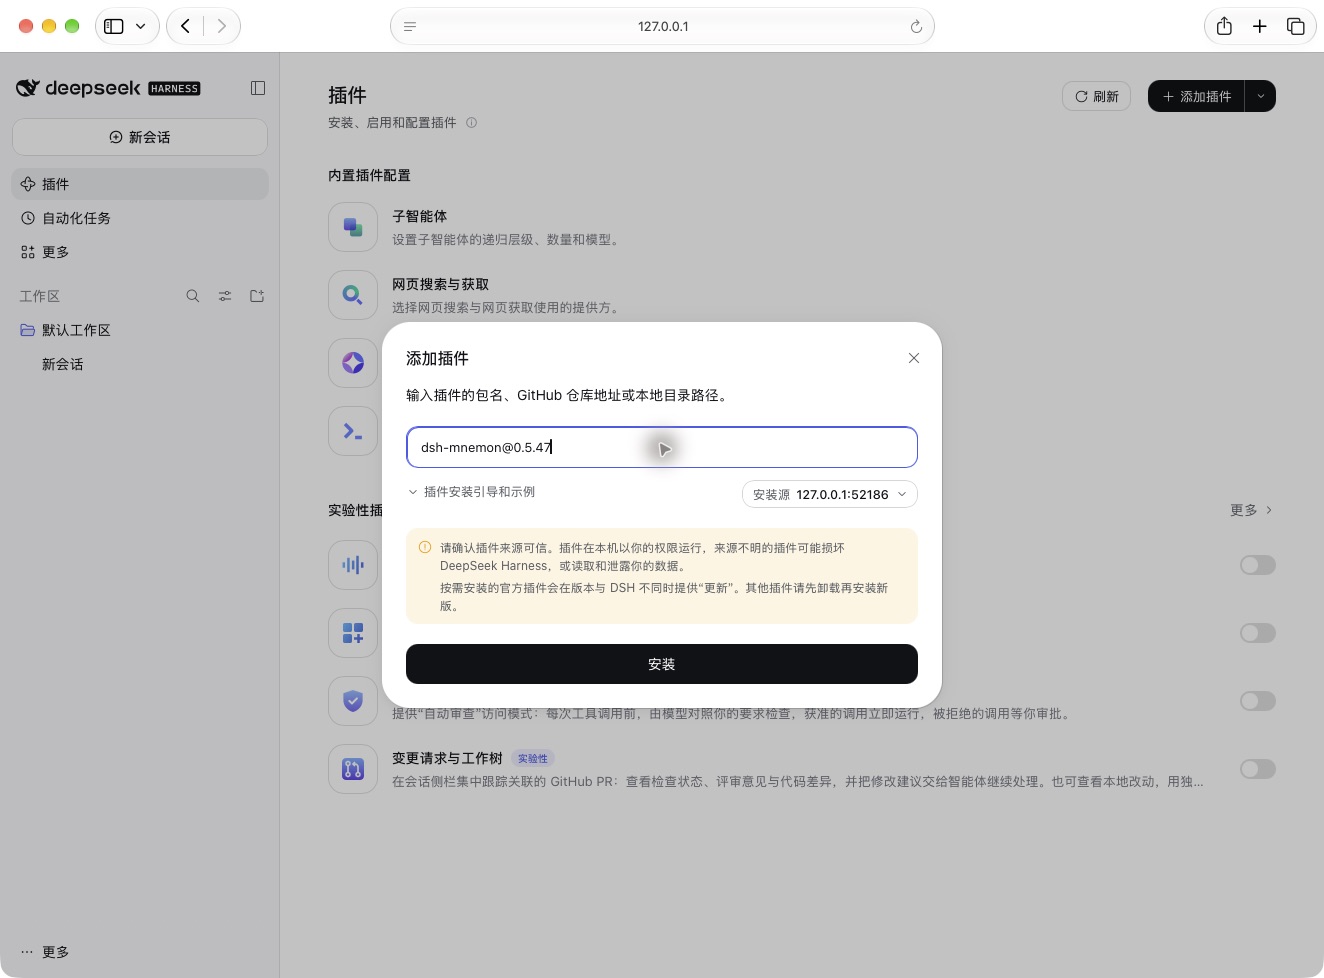 127.0.0.1
deepseek HARNESS
新会话
插件
自动化任务
更多
工作区
默认工作区
新会话
更多
插件
安装、启用和配置插件
刷新
添加插件
内置插件配置
子智能体
设置子智能体的递归层级、数量和模型。
网页搜索与获取
选择网页搜索与网页获取使用的提供方。
添加插件
输入插件的包名、GitHub 仓库地址或本地目录路径。
dsh-mnemon@0.5.47
插件安装引导和示例
安装源 127.0.0.1:52186
请确认插件来源可信。插件在本机以你的权限运行，来源不明的插件可能损坏
DeepSeek Harness，或读取和泄露你的数据。
按需安装的官方插件会在版本与 DSH 不同时提供“更新”。其他插件请先卸载再安装新
版。
安装
实验性插
更多
提供“自动审查”访问模式：每次工具调用前，由模型对照你的要求检查，获准的调用立即运行，被拒绝的调用等你审批。
变更请求与工作树 实验性
在会话侧栏集中跟踪关联的 GitHub PR：查看检查状态、评审意见与代码差异，并把修改建议交给智能体继续处理。也可查看本地改动，用独...